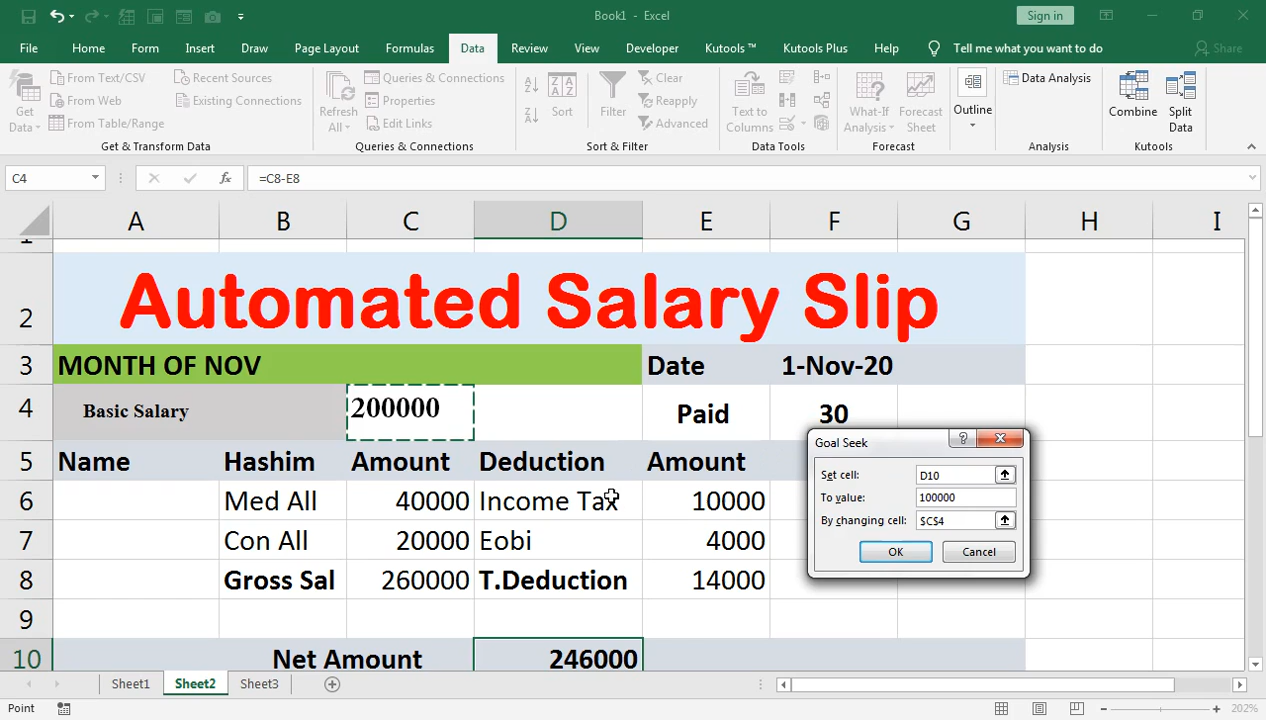 Book1 - Excel
Sign in
File Home Form Insert Draw Page Layout Formulas Data Review View Developer Kutools ™ Kutools Plus Help Tell me what you want to do Share
Get Data
From Text/CSV
From Web
From Table/Range
Recent Sources
Existing Connections
Get & Transform Data
Refresh All
Queries & Connections
Properties
Edit Links
Queries & Connections
Sort
Filter
Clear
Reapply
Advanced
Sort & Filter
Text to Columns
Data Tools
What-If Analysis
Forecast Sheet
Forecast
Outline
Data Analysis
Analysis
Combine
Split Data
Kutools
C4 fx =C8-E8
A B C D E F G H I
1
2 Automated Salary Slip
3 MONTH OF NOV Date 1-Nov-20
4 Basic Salary 200000 Paid 30
5 Name Hashim Amount Deduction Amount
6 Med All 40000 Income Tax 10000
7 Con All 20000 Eobi 4000
8 Gross Sal 260000 T.Deduction 14000
9
10 Net Amount 246000
Goal Seek
Set cell: D10
To value: 100000
By changing cell: $C$4
OK Cancel
Sheet1 Sheet2 Sheet3
Point 202%